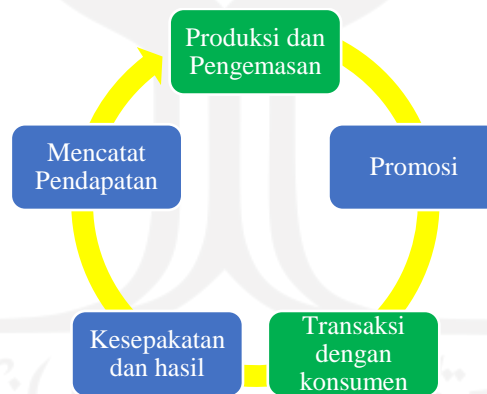 Produksi dan
Pengemasan
Promosi
Transaksi
dengan
konsumen
Kesepakatan
dan hasil
Mencatat
Pendapatan